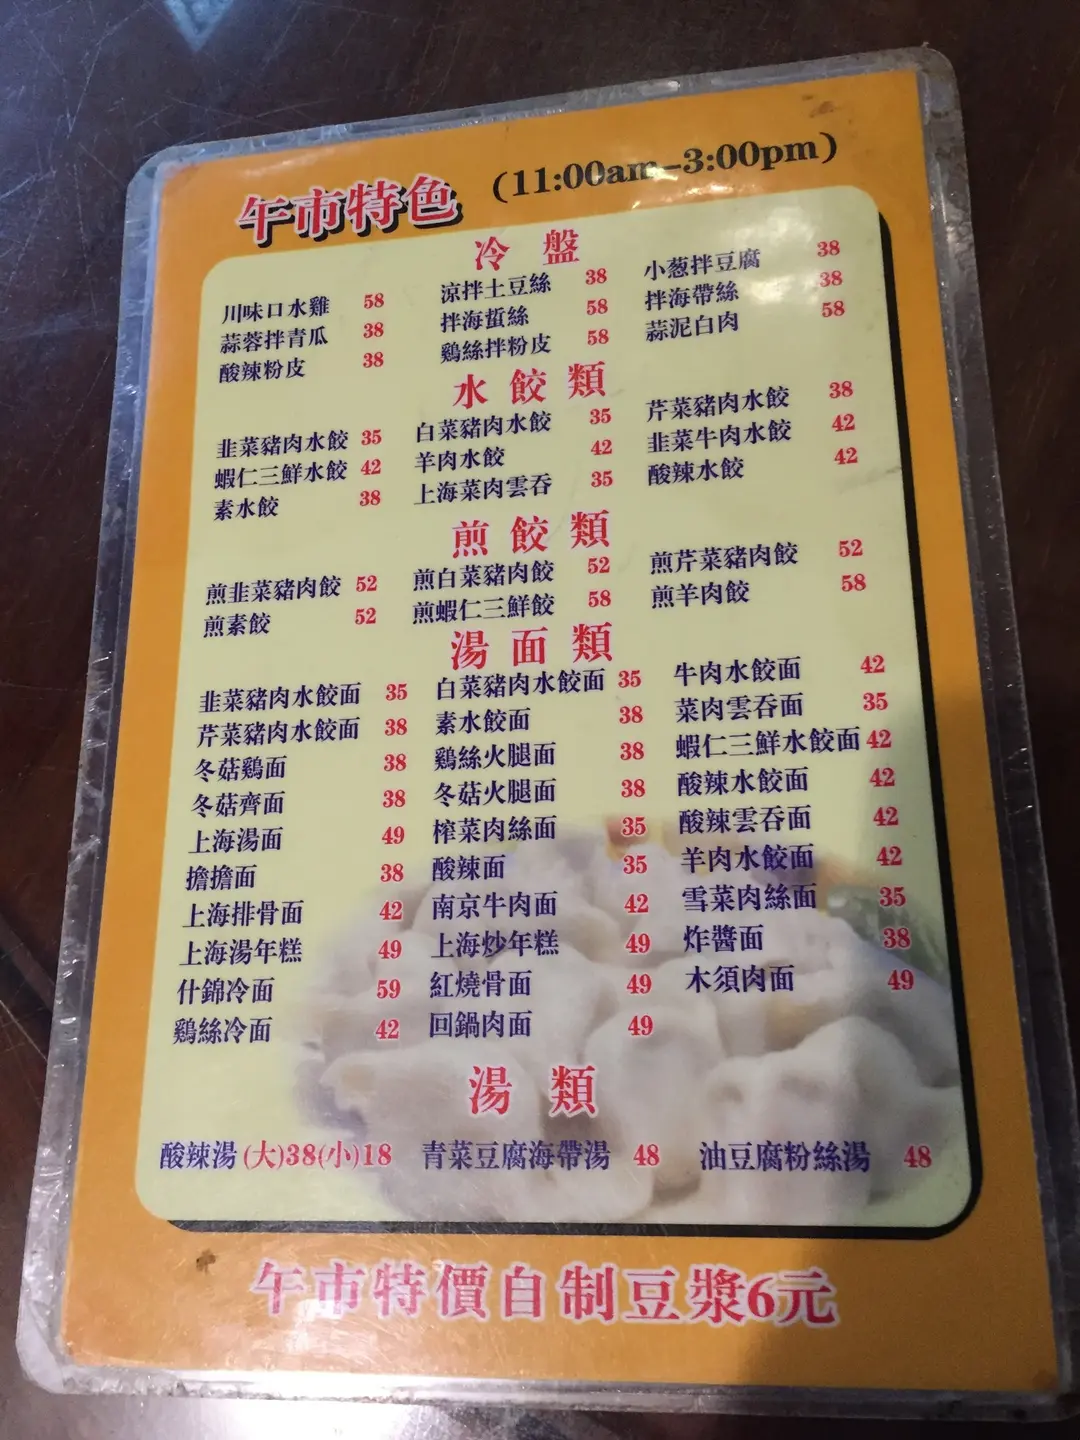 午市特色 (11:00am-3:00pm)
冷盤
川味口水雞 58 涼拌土豆絲 38 小葱拌豆腐 38
蒜蓉拌青瓜 38 拌海蜇絲 58 拌海帶絲 38
酸辣粉皮 38 鷄絲拌粉皮 58 蒜泥白肉 58
水餃類
韭菜豬肉水餃 35 白菜豬肉水餃 35 芹菜豬肉水餃 38
蝦仁三鮮水餃 42 羊肉水餃 42 韭菜牛肉水餃 42
素水餃 38 上海菜肉雲吞 35 酸辣水餃 42
煎餃類
煎韭菜豬肉餃 52 煎白菜豬肉餃 52 煎芹菜豬肉餃 52
煎素餃 52 煎蝦仁三鮮餃 58 煎羊肉餃 58
湯面類
韭菜豬肉水餃面 35 白菜豬肉水餃面 35 牛肉水餃面 42
芹菜豬肉水餃面 38 素水餃面 38 菜肉雲吞面 35
冬菇鷄面 38 鷄絲火腿面 38 蝦仁三鮮水餃面 42
冬菇齊面 38 冬菇火腿面 38 酸辣水餃面 42
上海湯面 49 榨菜肉絲面 35 酸辣雲吞面 42
擔擔面 38 酸辣面 35 羊肉水餃面 42
上海排骨面 42 南京牛肉面 42 雪菜肉絲面 35
上海湯年糕 49 上海炒年糕 49 炸醬面 38
什錦冷面 59 紅燒骨面 49 木須肉面 49
鷄絲冷面 42 回鍋肉面 49
湯類
酸辣湯(大)38(小)18 青菜豆腐海帶湯 48 油豆腐粉絲湯 48
午市特價自制豆漿6元